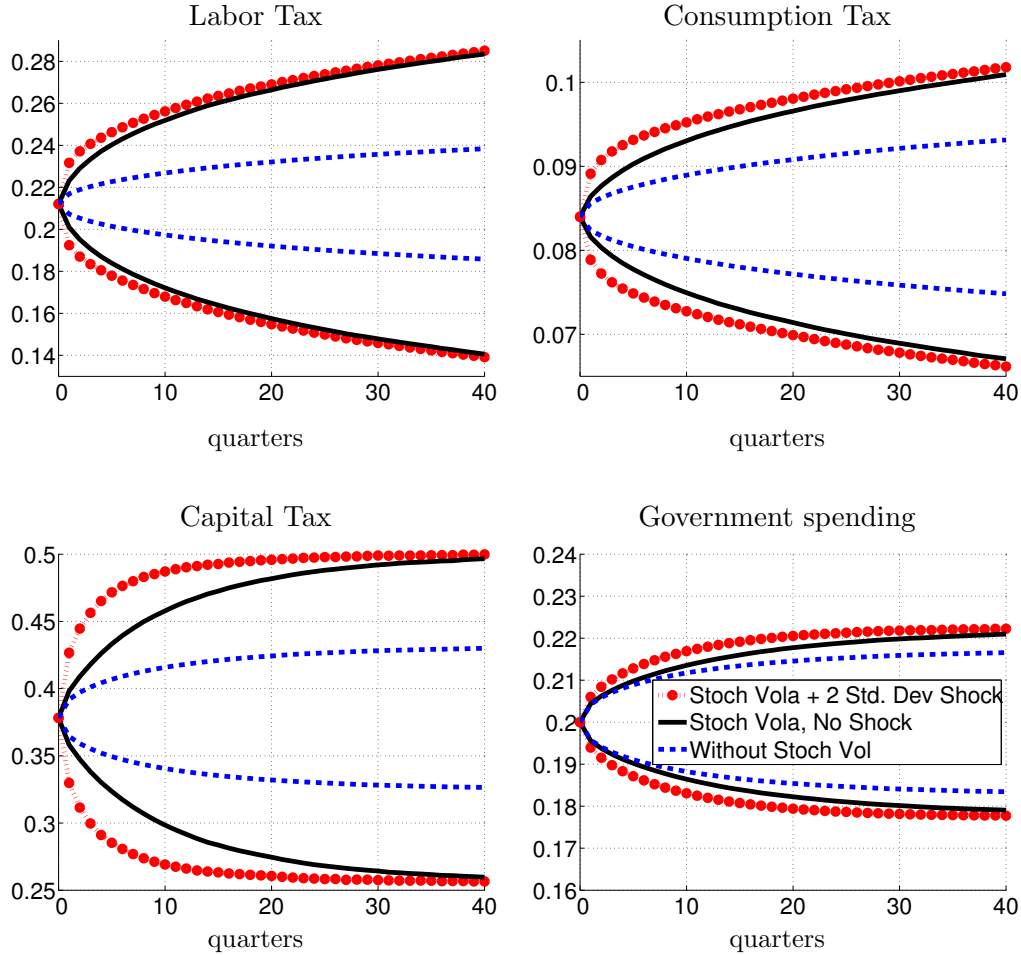 Labor Tax
0.28
0.26
0.24
0.22
0.2
0.18
0.16
0.14
0 10 20 30 40
quarters
Consumption Tax
0.1
0.09
0.08
0.07
0 10 20 30 40
quarters
Capital Tax
0.5
0.45
0.4
0.35
0.3
0.25
0 10 20 30 40
quarters
Government spending
0.24
0.23
0.22
0.21
0.2
0.19
0.18
0.17
0.16
Stoch Vola + 2 Std. Dev Shock
Stoch Vola, No Shock
Without Stoch Vol
0 10 20 30 40
quarters